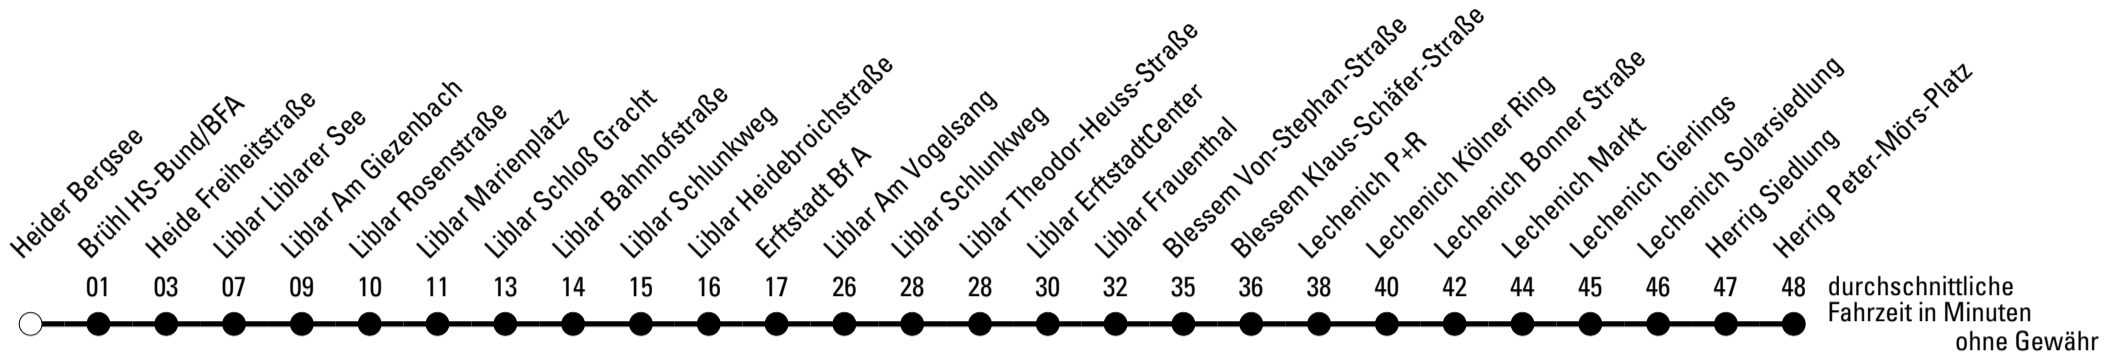 Heider Bergsee
Brühl HS-Bund/BFA
Heide Freiheitstraße
Liblar Liblarer See
Liblar Am Giezenbach
Liblar Rosenstraße
Liblar Marienplatz
Liblar Schloß Gracht
Liblar Bahnhofstraße
Liblar Schlunkweg
Liblar Heidebroichstraße
Erftstadt Bf A
Liblar Am Vogelsang
Liblar Schlunkweg
Liblar Theodor-Heuss-Straße
Liblar ErftstadtCenter
Liblar Frauenthal
Blessem Von-Stephan-Straße
Blessem Klaus-Schäfer-Straße
Lechenich P+R
Lechenich Kölner Ring
Lechenich Bonner Straße
Lechenich Markt
Lechenich Gierlings
Lechenich Solarsiedlung
Herrig Siedlung
Herrig Peter-Mörs-Platz
01 03 07 09 10 11 13 14 15 16 17 26 28 28 30 32 35 36 38 40 42 44 45 46 47 48 durchschnittliche
Fahrzeit in Minuten
ohne Gewähr